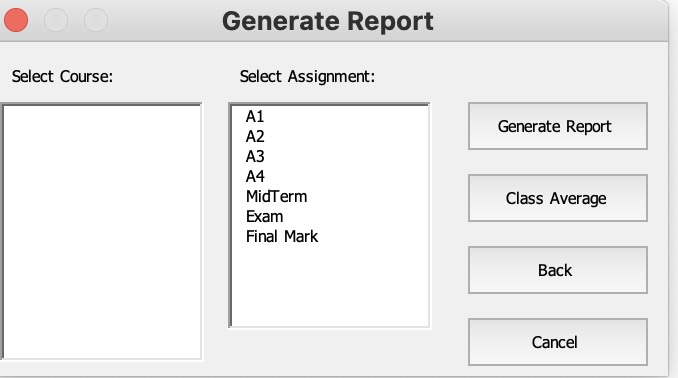 Generate Report
Select Course:
Select Assignment:
A1
A2
A3
A4
MidTerm
Exam
Final Mark
Generate Report
Class Average
Back
Cancel